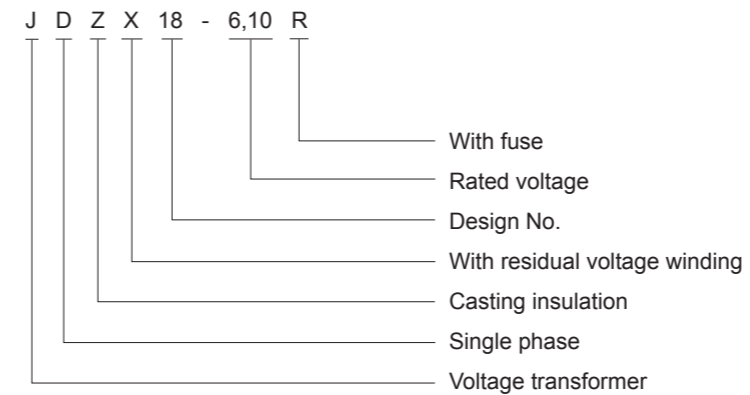 J D Z X 18 - 6,10 R
With fuse
Rated voltage
Design No.
With residual voltage winding
Casting insulation
Single phase
Voltage transformer